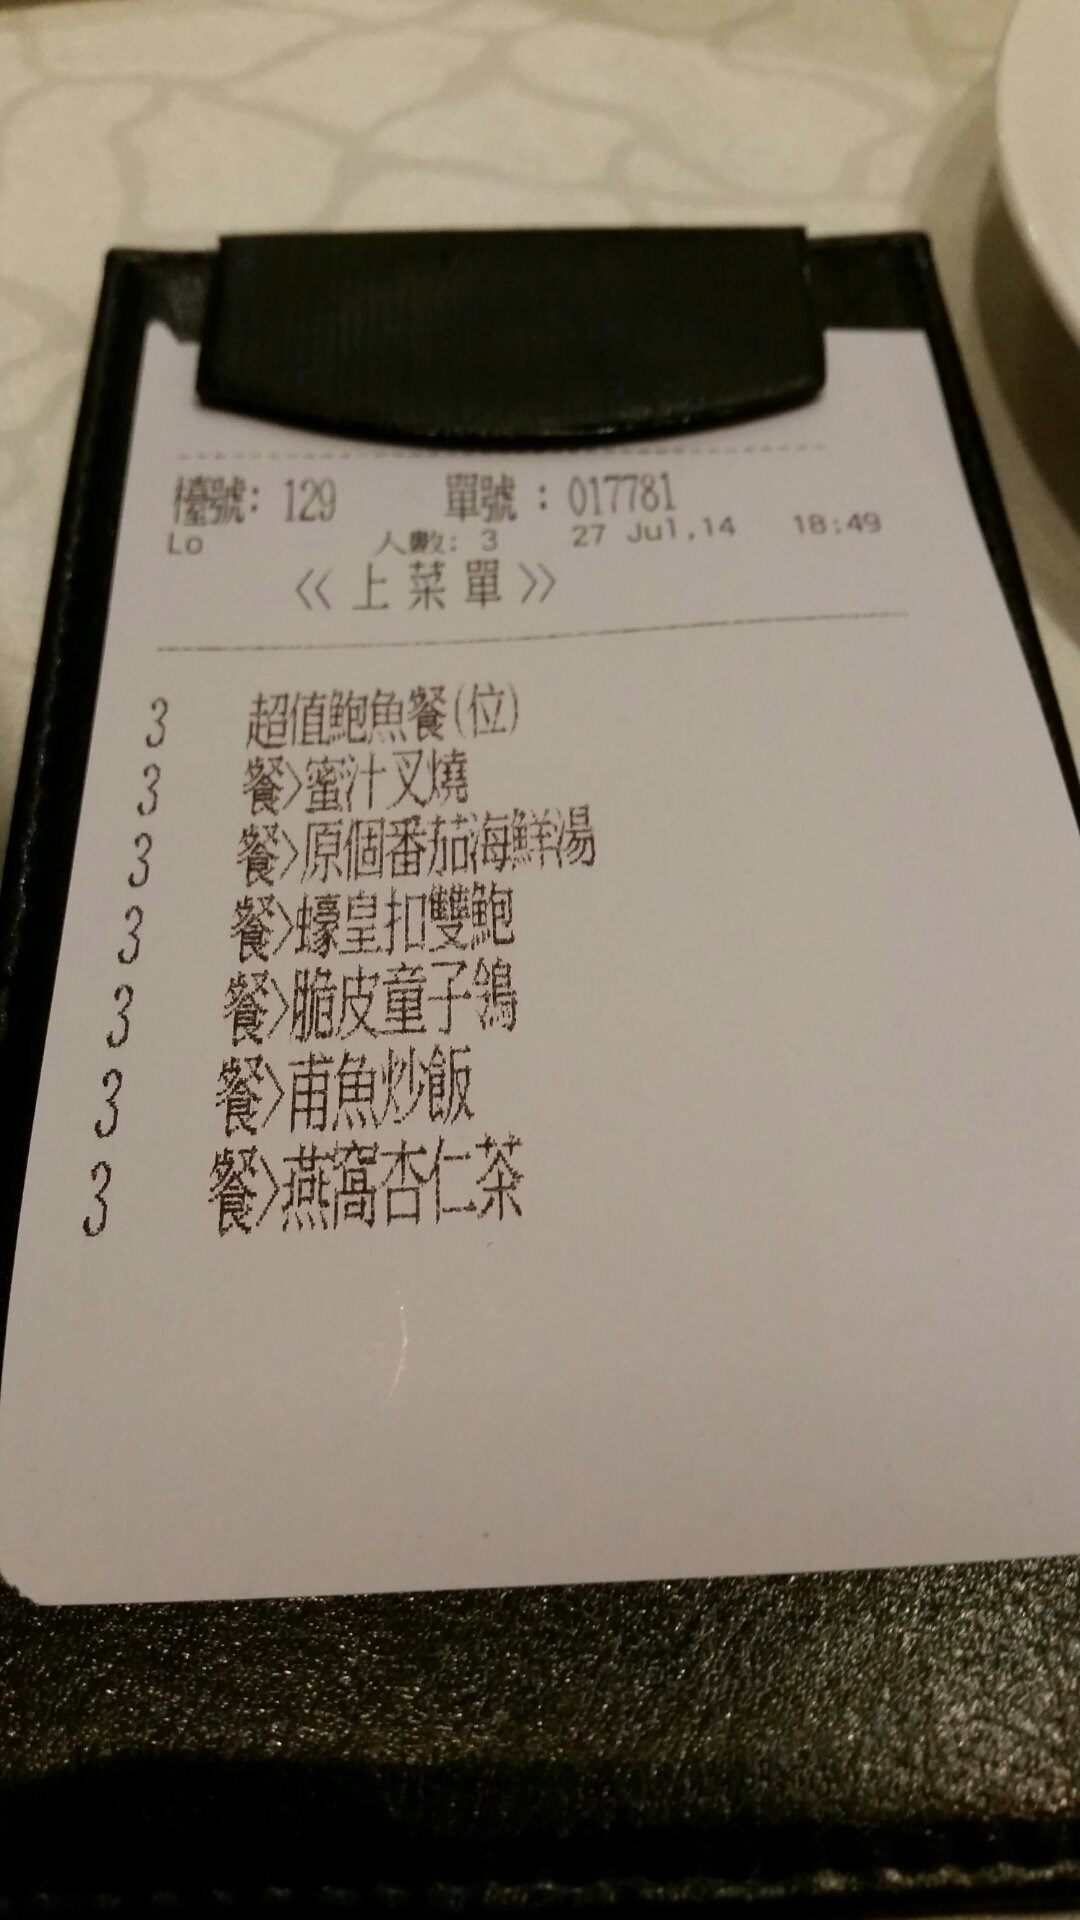 檯號: 129 單號 : 017781
Lo 人數: 3 27 Jul,14 18:49
<< 上菜單 >>
3 超值鮑魚餐(位)
3 餐>蜜汁叉燒
3 餐>原個番茄海鮮湯
3 餐>蠔皇扣雙鮑
3 餐>脆皮童子鴿
3 餐>甫魚炒飯
3 餐>燕窩杏仁茶